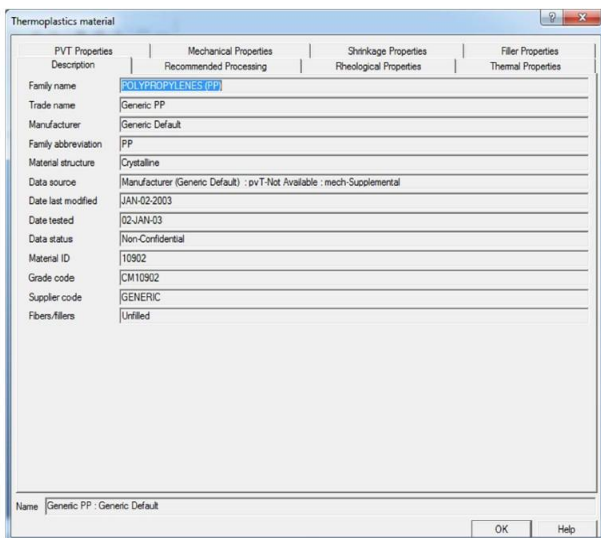 Thermoplastics material
PVT Properties Mechanical Properties Shrinkage Properties Filler Properties
Description Recommended Processing Rheological Properties Thermal Properties
Family name POLYPROPYLENES (PP)
Trade name Generic PP
Manufacturer Generic Default
Family abbreviation PP
Material structure Crystalline
Data source Manufacturer (Generic Default) : pvT-Not Available : mech-Supplemental
Date last modified JAN-02-2003
Date tested 02-JAN-03
Data status Non-Confidential
Material ID 10902
Grade code CM10902
Supplier code GENERIC
Fibers/fillers Unfilled
Name Generic PP : Generic Default
OK Help